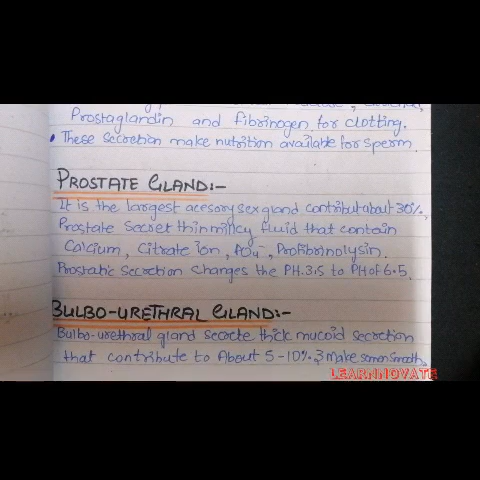 Prostaglandin and fibrinogen for clotting.
• These secretion make nutrition available for sperm.
PROSTATE GLAND:-
It is the largest acesory sex gland contribut about 30%,
Prostate Secret thin milky fluid that contain
Calcium, Citrate ion, PO4-, Profibrinolysin.
Prostatic Secretion changes the PH.3.5 to PH of 6.5.
BULBO-URETHRAL GLAND:-
Bulbo-urethral gland secrete thick mucoid secretion
that contribute to About 5-10%. & make semen smooth.
LEARNNOVATE